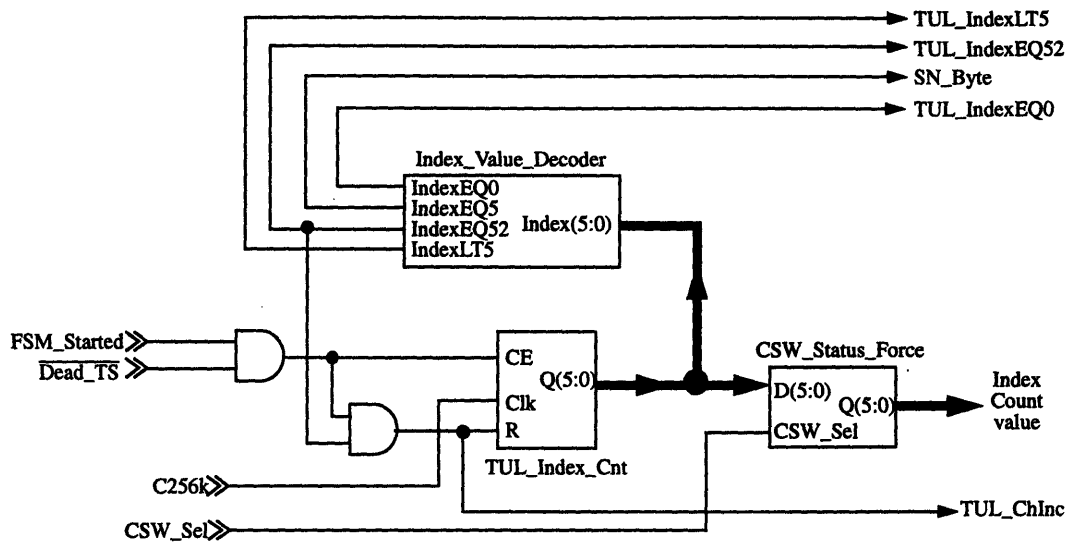 TUL_IndexLT5
TUL_IndexEQ52
SN_Byte
TUL_IndexEQ0
Index_Value_Decoder
IndexEQ0
IndexEQ5
IndexEQ52
IndexLT5
Index(5:0)
FSM_Started
Dead_TS
CE
Clk
R
Q(5:0)
TUL_Index_Cnt
CSW_Status_Force
D(5:0)
Q(5:0)
CSW_Sel
Index
Count
value
C256k
CSW_Sel
TUL_ChInc